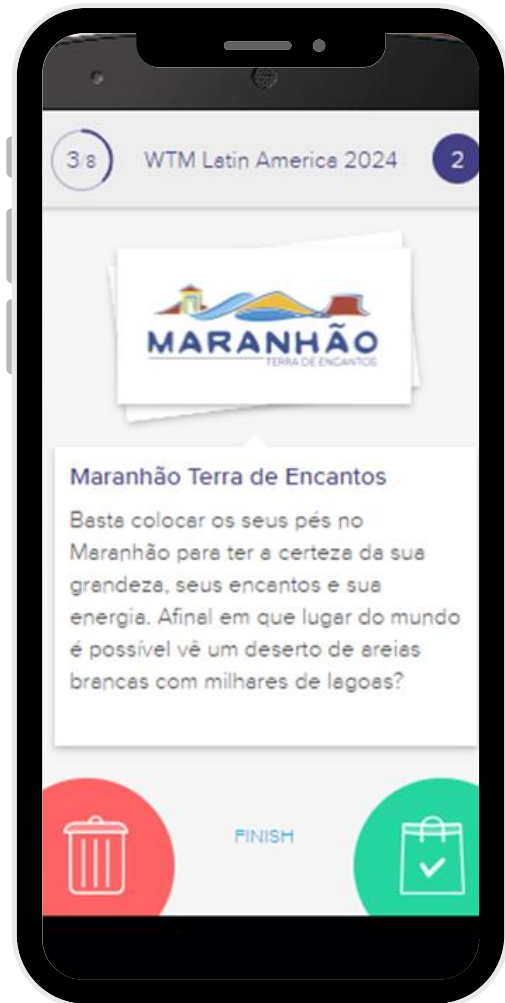 3/8
WTM Latin America 2024
2
MARANHÃO
TERRA DE ENCANTOS
Maranhão Terra de Encantos
Basta colocar os seus pés no
Maranhão para ter a certeza da sua
grandeza, seus encantos e sua
energia. Afinal em que lugar do mundo
é possível vê um deserto de areias
brancas com milhares de lagoas?
FINISH